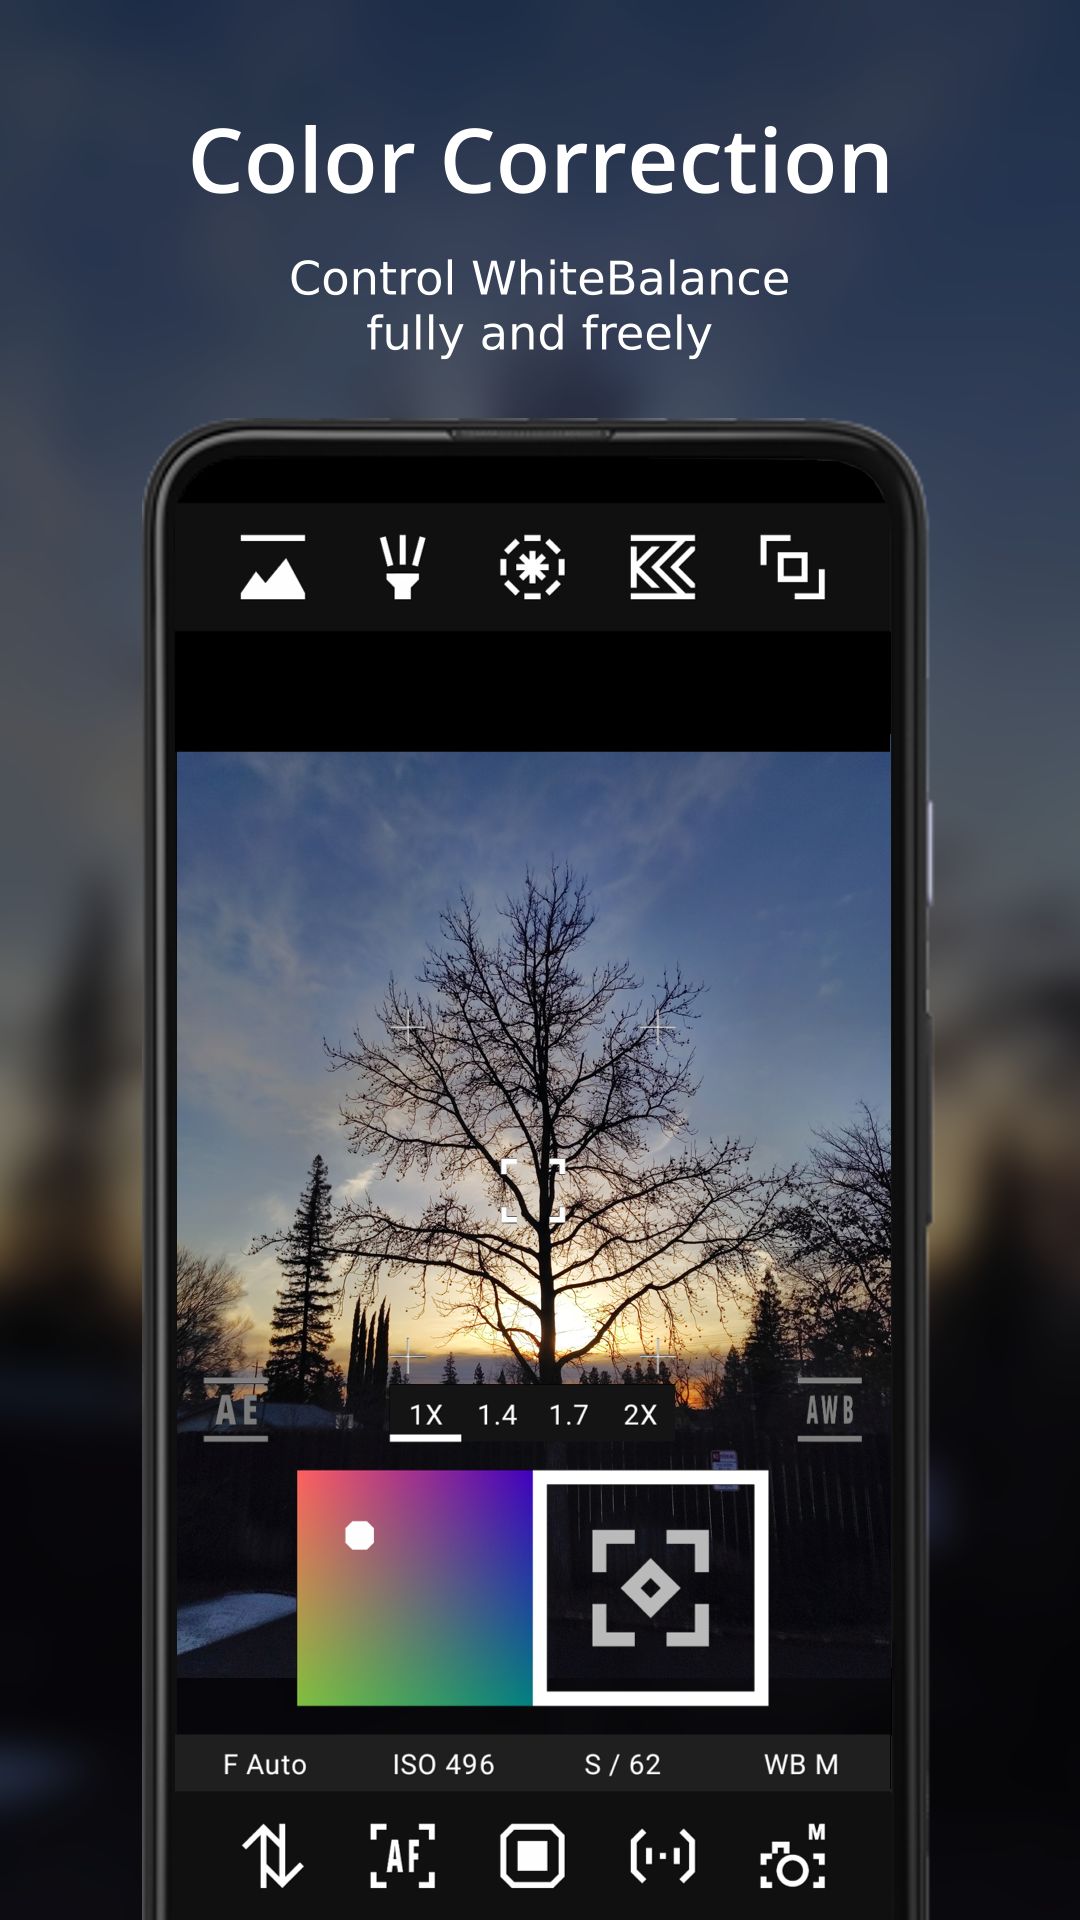 Color Correction
Control WhiteBalance
fully and freely
AE
1X 1.4 1.7 2X
AWB
F Auto ISO 496 S / 62 WB M
AF
M